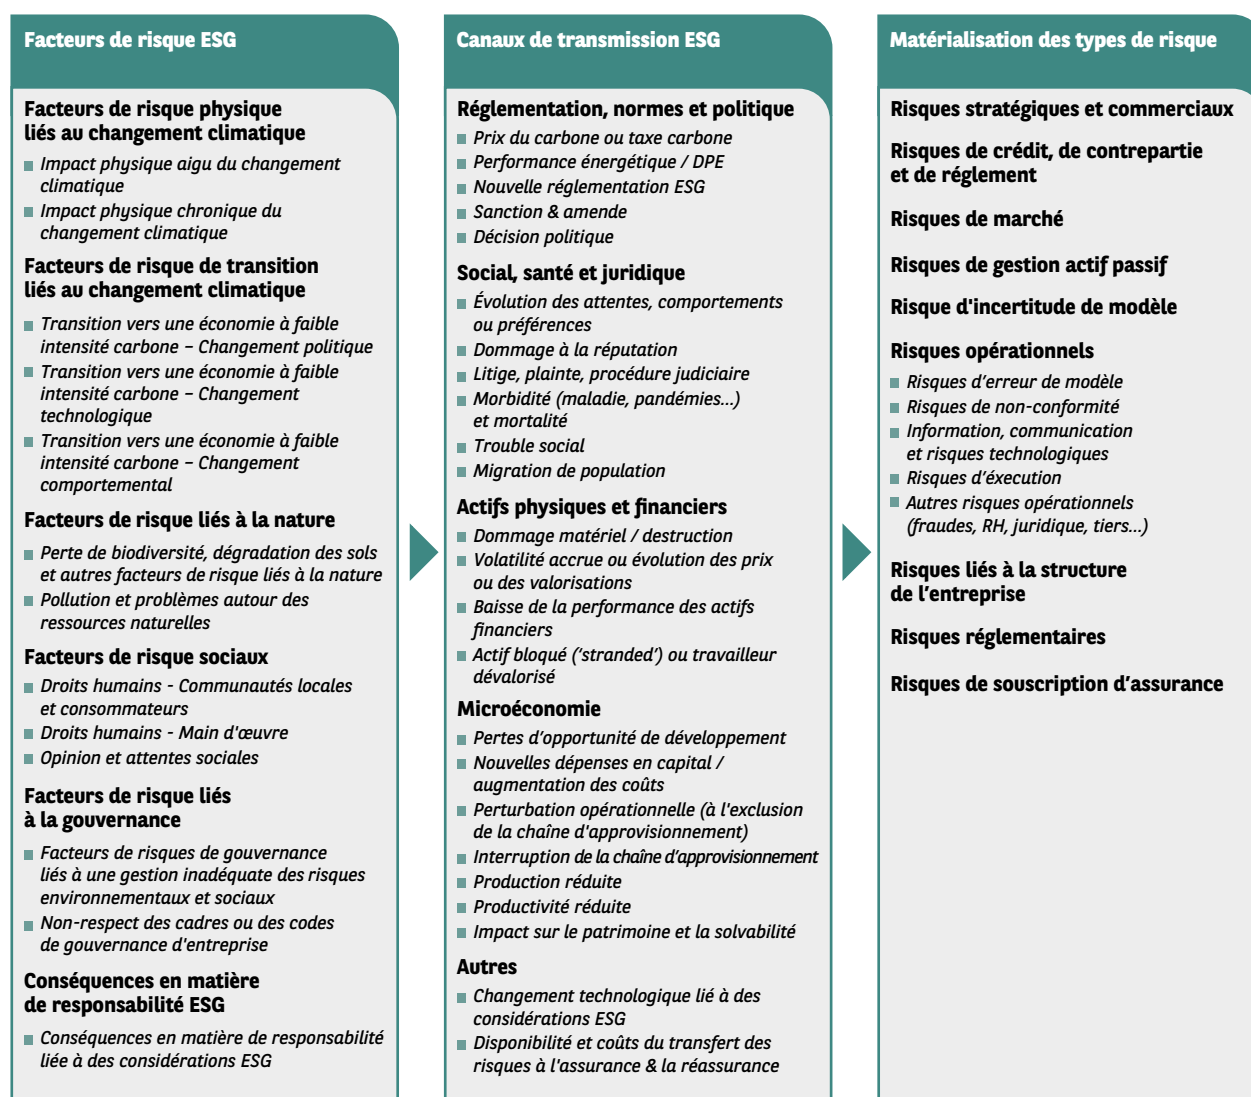 Facteurs de risque ESG
Facteurs de risque physique
liés au changement climatique
Impact physique aigu du changement
climatique
Impact physique chronique du
changement climatique
Facteurs de risque de transition
liés au changement climatique
Transition vers une économie à faible
intensité carbone – Changement politique
Transition vers une économie à faible
intensité carbone – Changement
technologique
Transition vers une économie à faible
intensité carbone – Changement
comportemental
Facteurs de risque liés à la nature
Perte de biodiversité, dégradation des sols
et autres facteurs de risque liés à la nature
Pollution et problèmes autour des
ressources naturelles
Facteurs de risque sociaux
Droits humains - Communautés locales
et consommateurs
Droits humains - Main d'œuvre
Opinion et attentes sociales
Facteurs de risque liés
à la gouvernance
Facteurs de risques de gouvernance
liés à une gestion inadéquate des risques
environnementaux et sociaux
Non-respect des cadres ou des codes
de gouvernance d'entreprise
Conséquences en matière
de responsabilité ESG
Conséquences en matière de responsabilité
liée à des considérations ESG
Canaux de transmission ESG
Réglementation, normes et politique
Prix du carbone ou taxe carbone
Performance énergétique / DPE
Nouvelle réglementation ESG
Sanction & amende
Décision politique
Social, santé et juridique
Évolution des attentes, comportements
ou préférences
Dommage à la réputation
Litige, plainte, procédure judiciaire
Morbidité (maladie, pandémies...)
et mortalité
Trouble social
Migration de population
Actifs physiques et financiers
Dommage matériel / destruction
Volatilité accrue ou évolution des prix
ou des valorisations
Baisse de la performance des actifs
financiers
Actif bloqué (‘stranded’) ou travailleur
dévalorisé
Microéconomie
Pertes d’opportunité de développement
Nouvelles dépenses en capital /
augmentation des coûts
Perturbation opérationnelle (à l'exclusion
de la chaîne d'approvisionnement)
Interruption de la chaîne d’approvisionnement
Production réduite
Productivité réduite
Impact sur le patrimoine et la solvabilité
Autres
Changement technologique lié à des
considérations ESG
Disponibilité et coûts du transfert des
risques à l'assurance & la réassurance
Matérialisation des types de risque
Risques stratégiques et commerciaux
Risques de crédit, de contrepartie
et de réglement
Risques de marché
Risques de gestion actif passif
Risque d'incertitude de modèle
Risques opérationnels
Risques d’erreur de modèle
Risques de non-conformité
Information, communication
et risques technologiques
Risques d’éxecution
Autres risques opérationnels
(fraudes, RH, juridique, tiers...)
Risques liés à la structure
de l’entreprise
Risques réglementaires
Risques de souscription d’assurance